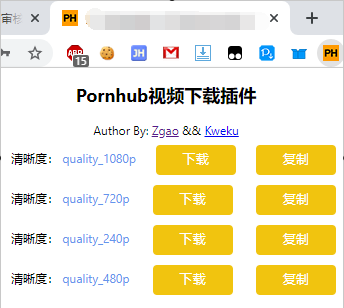 审核
PH
ABP
15
JH
M
PH
Pornhub视频下载插件
Author By: Zgao && Kweku
清晰度： quality_1080p 下载 复制
清晰度： quality_720p 下载 复制
清晰度： quality_240p 下载 复制
清晰度： quality_480p 下载 复制